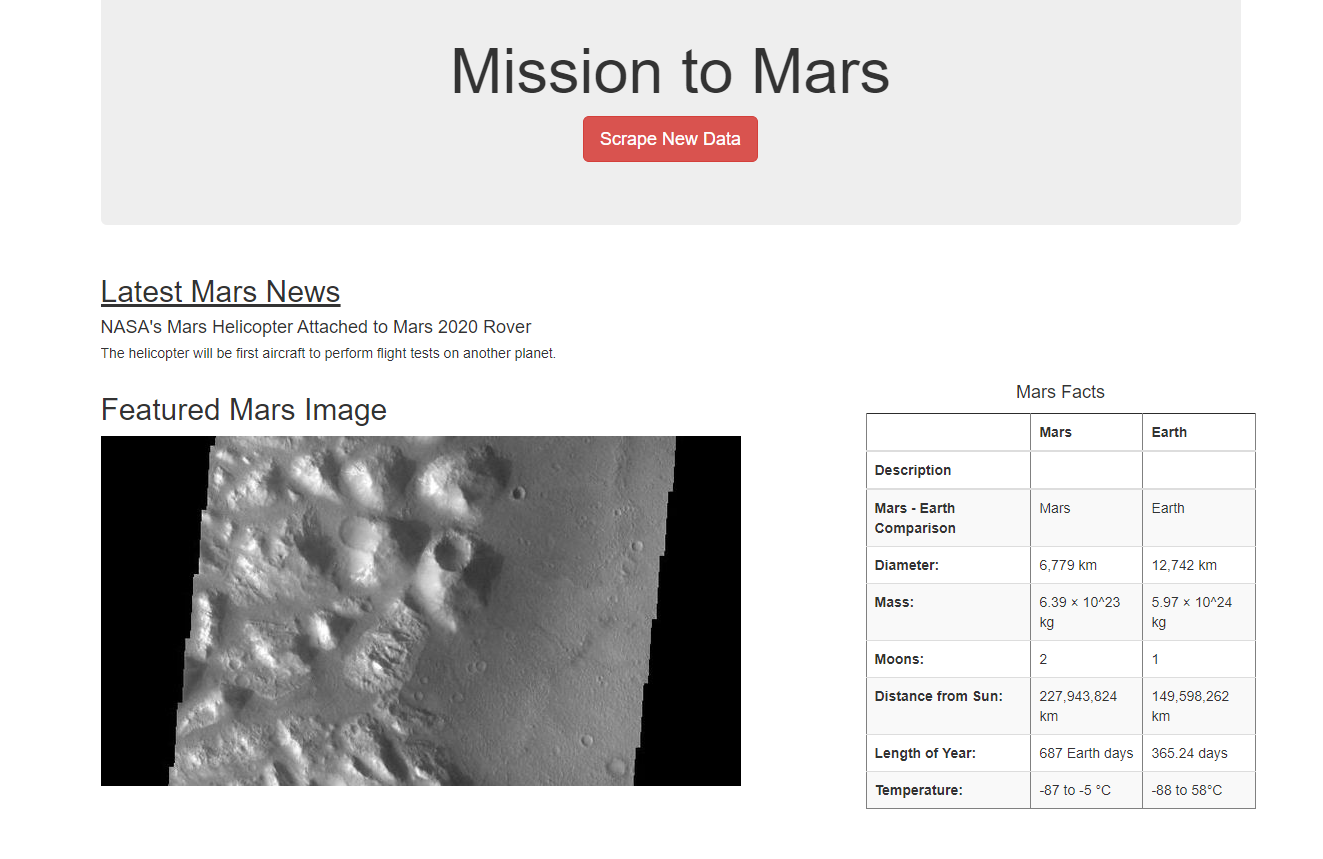 Mission to Mars
Scrape New Data
Latest Mars News
NASA's Mars Helicopter Attached to Mars 2020 Rover
The helicopter will be first aircraft to perform flight tests on another planet.
Featured Mars Image
Mars Facts
Mars Earth
Description
Mars - Earth Mars Earth
Comparison
Diameter: 6,779 km 12,742 km
Mass: 6.39 × 10^23 5.97 × 10^24
kg kg
Moons: 2 1
Distance from Sun: 227,943,824 149,598,262
km km
Length of Year: 687 Earth days 365.24 days
Temperature: -87 to -5 °C -88 to 58°C